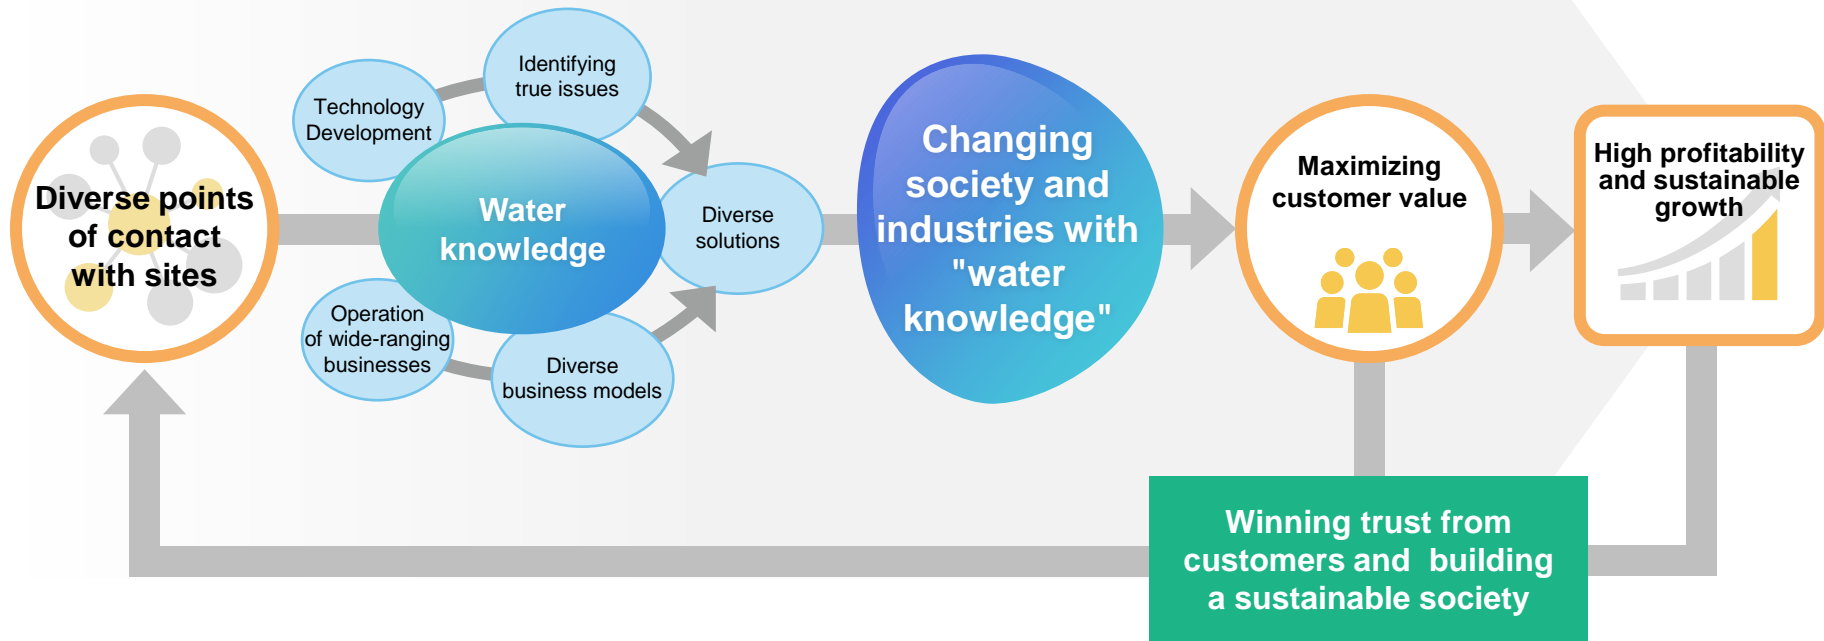 Diverse points
of contact
with sites
Technology
Development
Identifying
true issues
Water
knowledge
Operation
of wide-ranging
businesses
Diverse
business models
Diverse
solutions
Changing
society and
industries with
"water
knowledge"
Maximizing
customer value
High profitability
and sustainable
growth
Winning trust from
customers and  building
a sustainable society